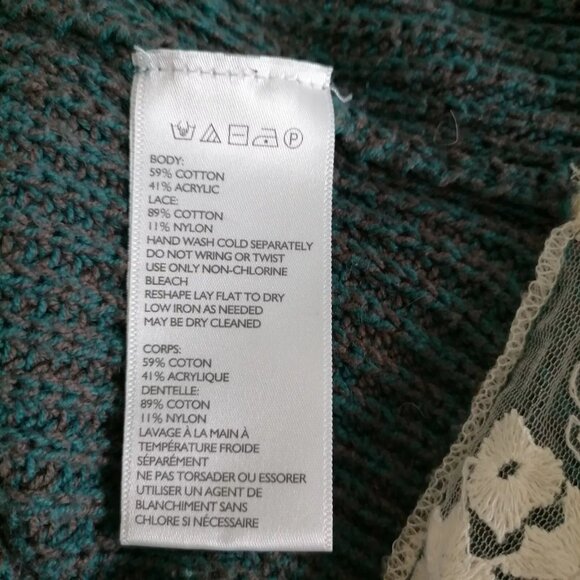 BODY:
59% COTTON
41% ACRYLIC
LACE:
89% COTTON
11% NYLON
HAND WASH COLD SEPARATELY
DO NOT WRING OR TWIST
USE ONLY NON-CHLORINE
BLEACH
RESHAPE LAY FLAT TO DRY
LOW IRON AS NEEDED
MAY BE DRY CLEANED
CORPS:
59% COTON
41% ACRYLIQUE
DENTELLE:
89% COTON
11% NYLON
LAVAGE À LA MAIN À
TEMPÉRATURE FROIDE
SÉPARÉMENT
NE PAS TORSADER OU ESSORER
UTILISER UN AGENT DE
BLANCHIMENT SANS
CHLORE SI NÉCESSAIRE